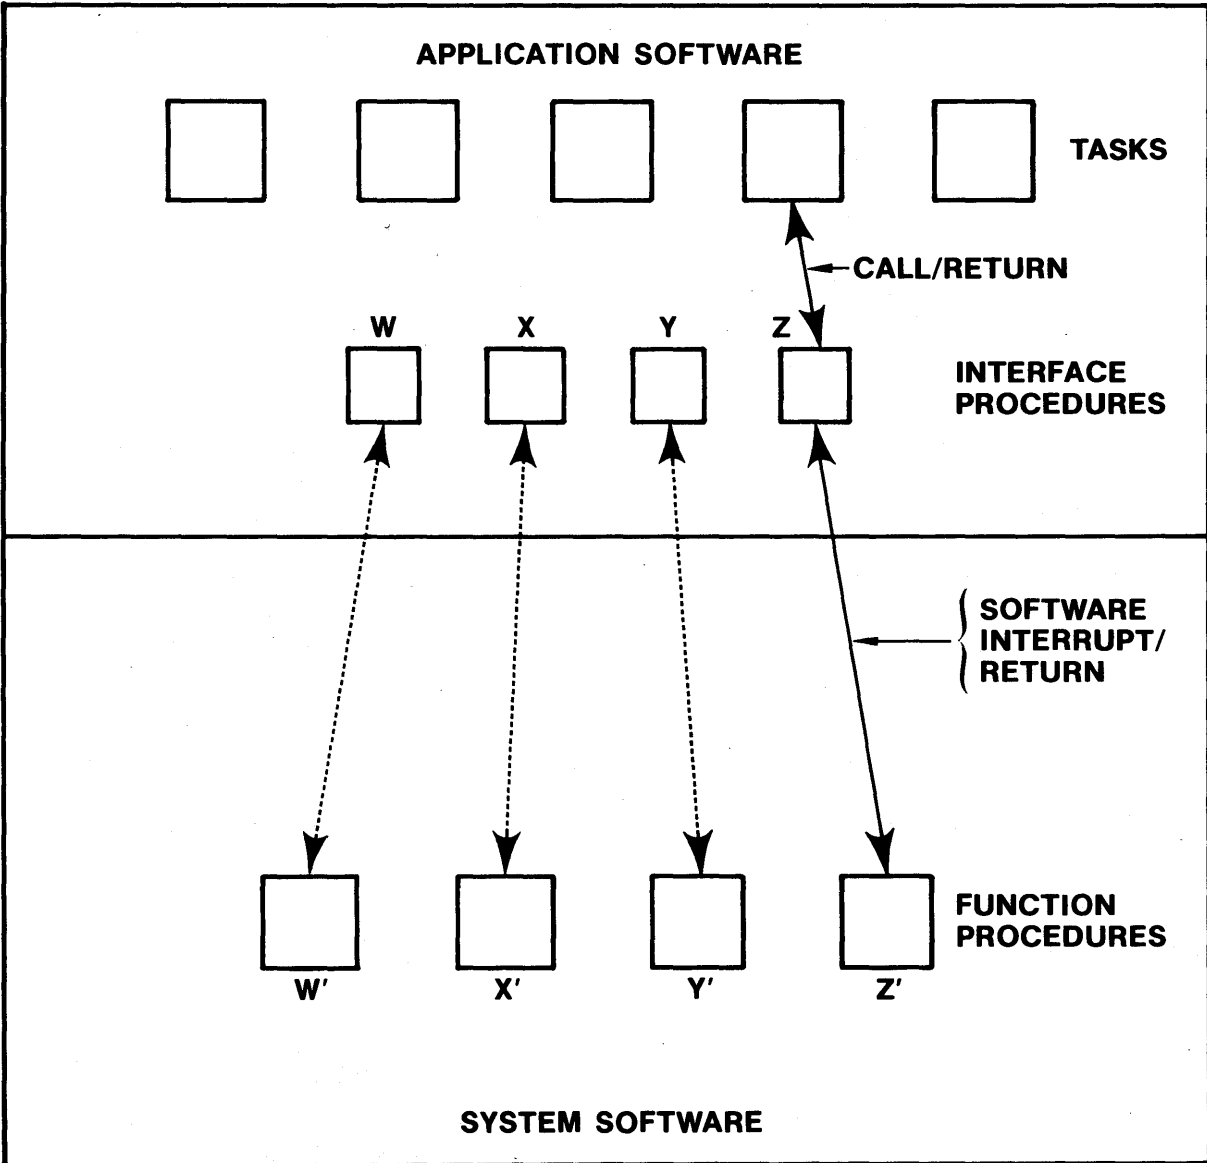 APPLICATION SOFTWARE
TASKS
CALL/RETURN
W X Y Z
INTERFACE
PROCEDURES
SOFTWARE
INTERRUPT/
RETURN
FUNCTION
PROCEDURES
W' X' Y' Z'
SYSTEM SOFTWARE